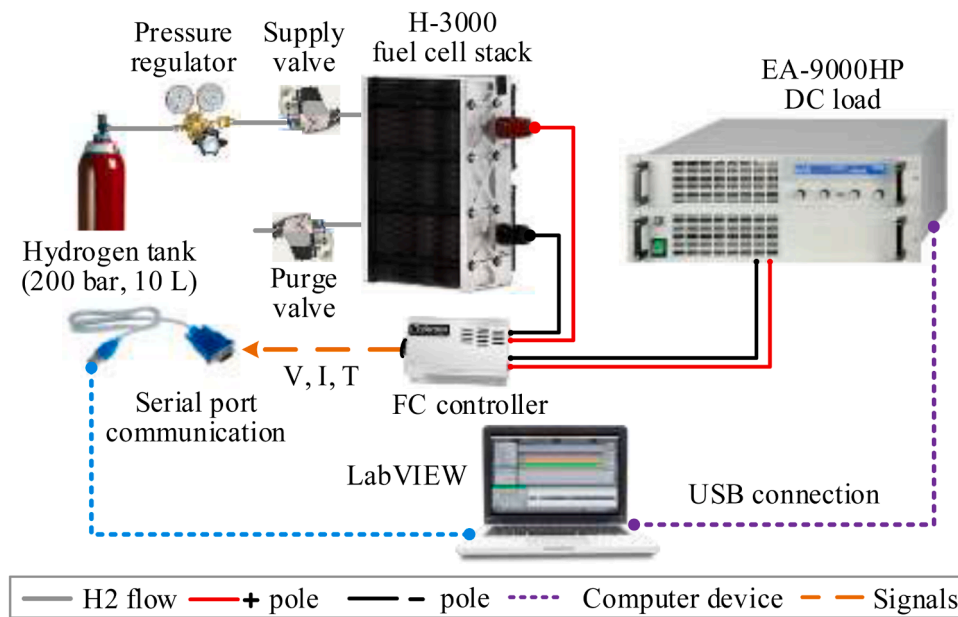 H-3000
fuel cell stack
Pressure
regulator
Supply
valve
EA-9000HP
DC load
Hydrogen tank
(200 bar, 10 L)
Purge
valve
V, I, T
FC controller
Serial port
communication
LabVIEW
USB connection
H2 flow + pole - pole Computer device Signals